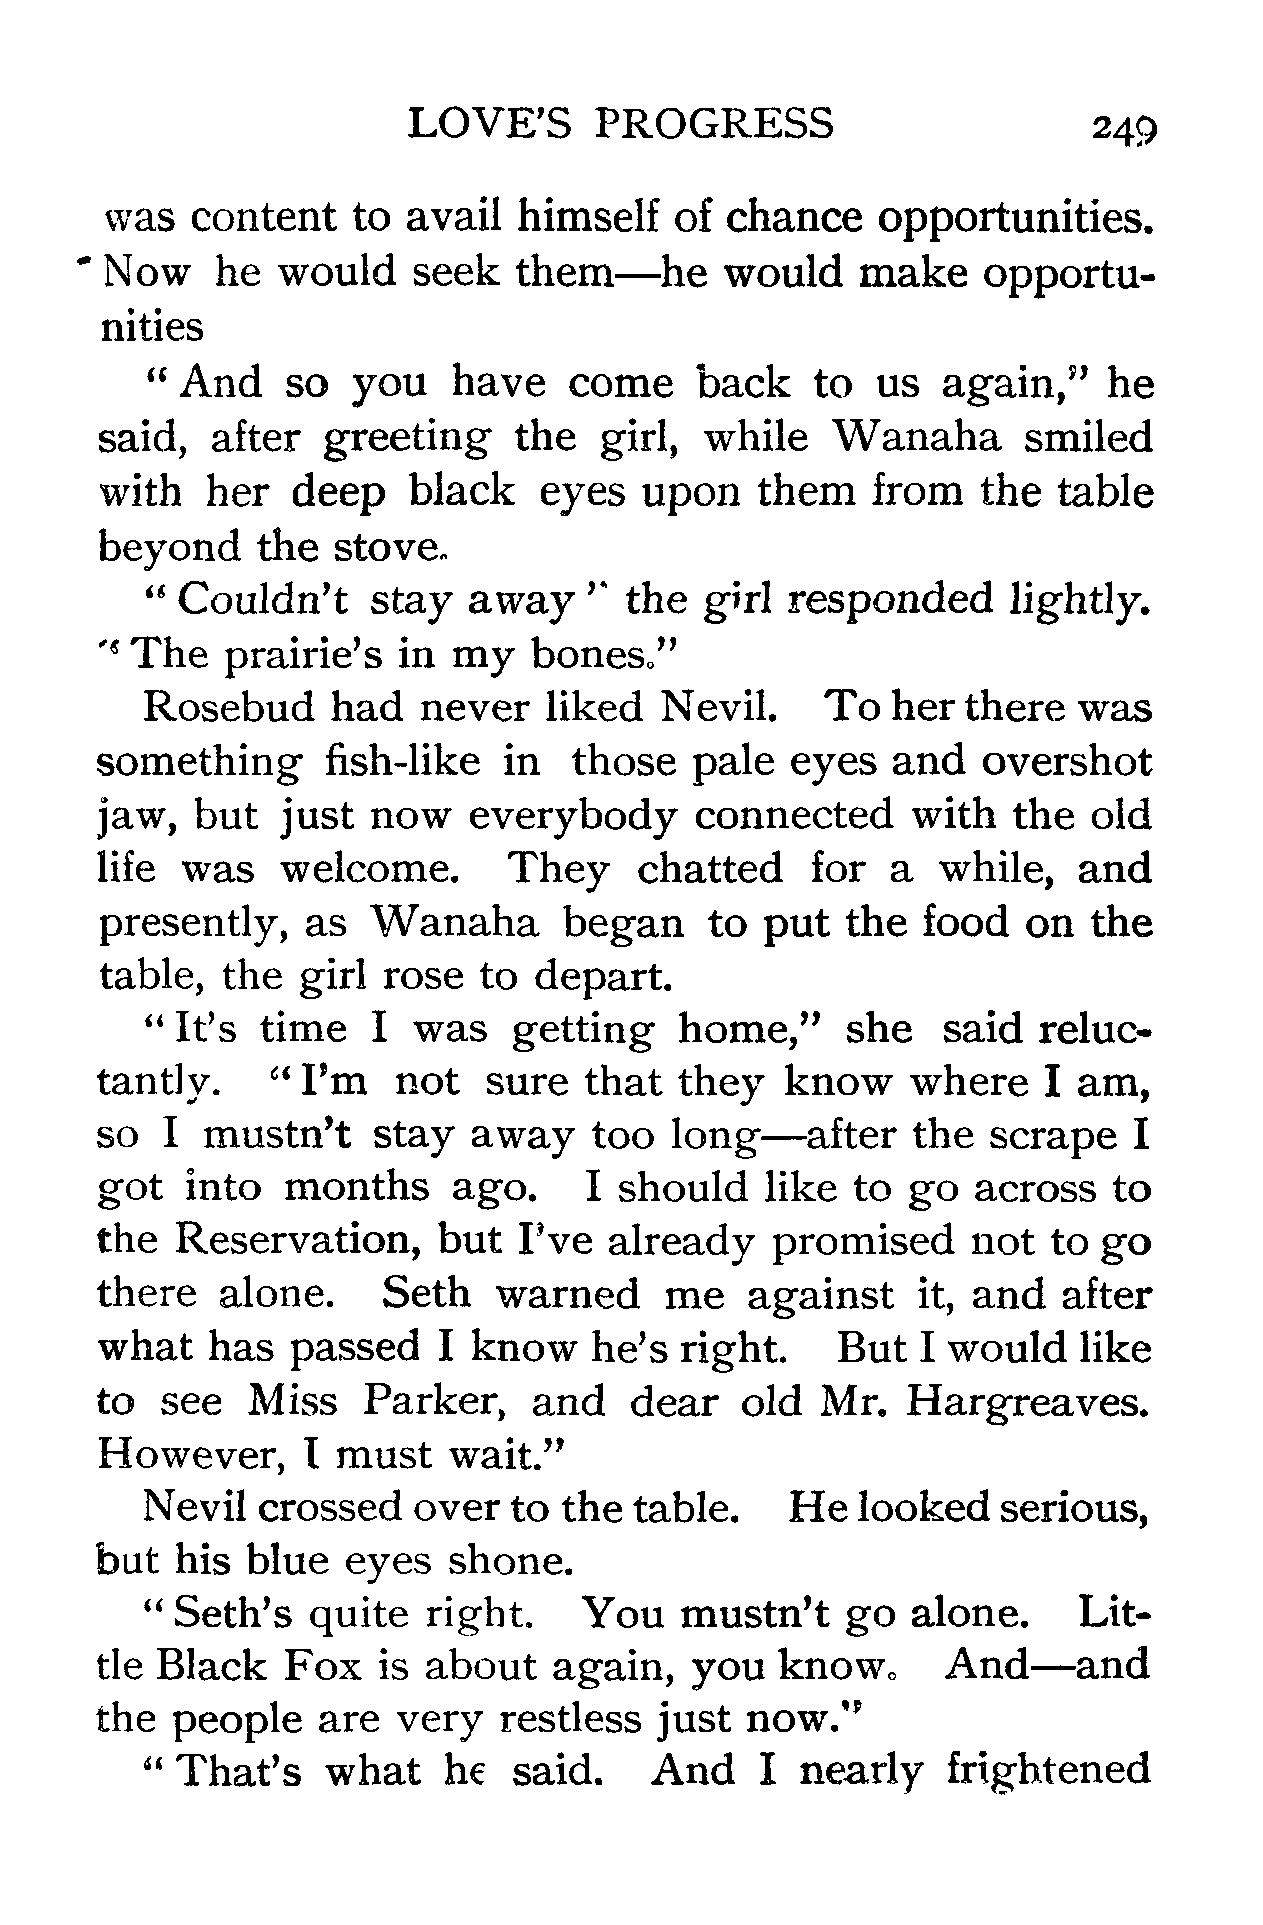 LOVE'S PROGRESS 249
was content to avail himself of chance opportunities.
Now he would seek them—he would make opportu-
nities
" And so you have come back to us again," he
said, after greeting the girl, while Wanaha smiled
with her deep black eyes upon them from the table
beyond the stove.
" Couldn't stay away " the girl responded lightly.
" The prairie's in my bones."
Rosebud had never liked Nevil. To her there was
something fish-like in those pale eyes and overshot
jaw, but just now everybody connected with the old
life was welcome. They chatted for a while, and
presently, as Wanaha began to put the food on the
table, the girl rose to depart.
" It's time I was getting home," she said reluc-
tantly. " I'm not sure that they know where I am,
so I mustn't stay away too long—after the scrape I
got into months ago. I should like to go across to
the Reservation, but I've already promised not to go
there alone. Seth warned me against it, and after
what has passed I know he's right. But I would like
to see Miss Parker, and dear old Mr. Hargreaves.
However, I must wait."
Nevil crossed over to the table. He looked serious,
but his blue eyes shone.
" Seth's quite right. You mustn't go alone. Lit-
tle Black Fox is about again, you know. And—and
the people are very restless just now."
" That's what he said. And I nearly frightened